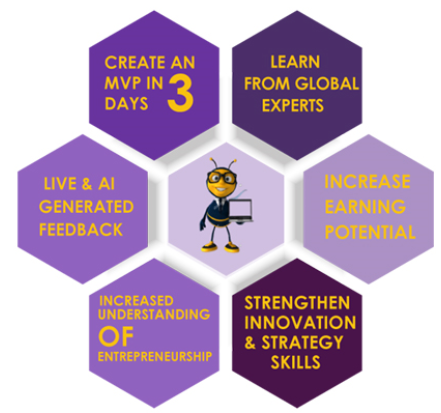 CREATE AN
MVP IN 3
DAYS
LEARN
FROM GLOBAL
EXPERTS
LIVE & AI
GENERATED
FEEDBACK
INCREASE
EARNING
POTENTIAL
INCREASED
UNDERSTANDING
OF
ENTREPRENEURSHIP
STRENGTHEN
INNOVATION
& STRATEGY
SKILLS